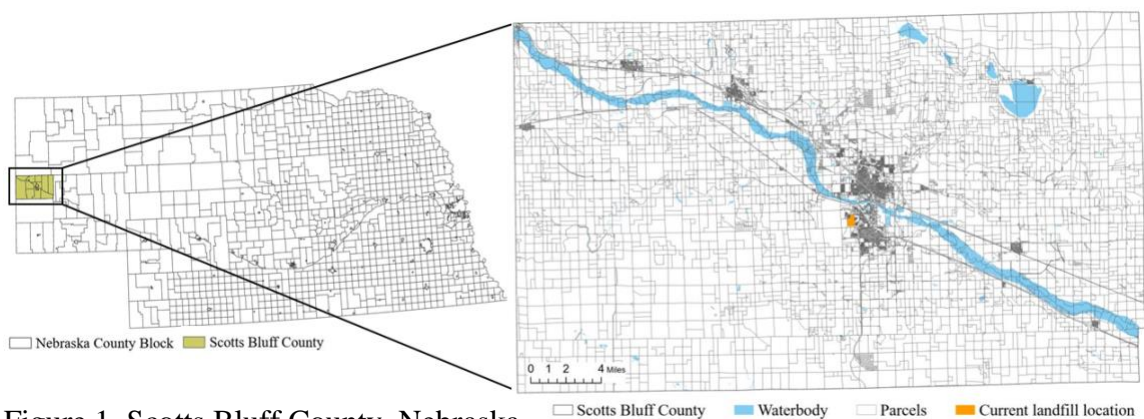 Nebraska County Block Scotts Bluff County
0 1 2 4 Miles
Figure 1. Scotts Bluff County, Nebraska
Scotts Bluff County Waterbody Parcels Current landfill location